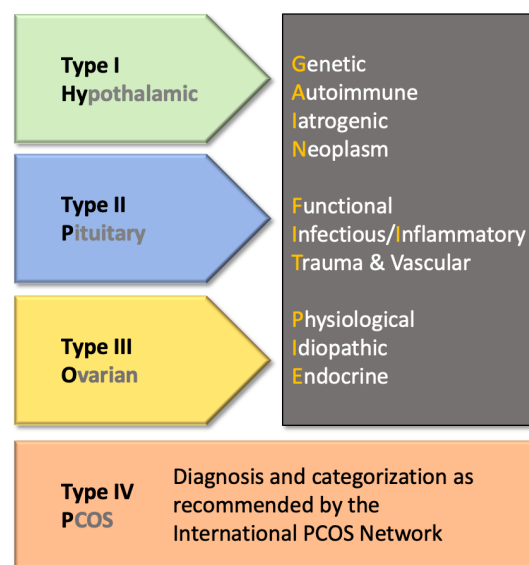 Type I
Hypothalamic
Genetic
Autoimmune
Iatrogenic
Neoplasm
Type II
Pituitary
Functional
Infectious/Inflammatory
Trauma & Vascular
Type III
Ovarian
Physiological
Idiopathic
Endocrine
Type IV
PCOS
Diagnosis and categorization as
recommended by the
International PCOS Network